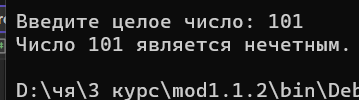 Введите целое число: 101
Число 101 является нечетным.
D:\чя\3 курс\mod1.1.2\bin\Deb